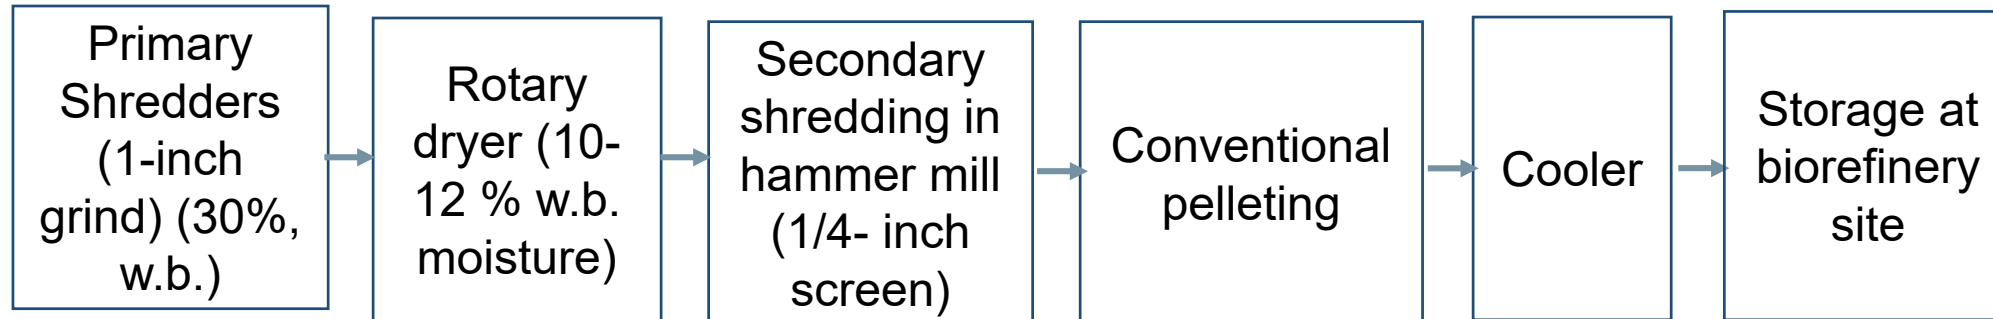 Primary
Shredders
(1-inch
grind) (30%,
w.b.)
Rotary
dryer (10-
12 % w.b.
moisture)
Secondary
shredding in
hammer mill
(1/4- inch
screen)
Conventional
pelleting
Cooler
Storage at
biorefinery
site